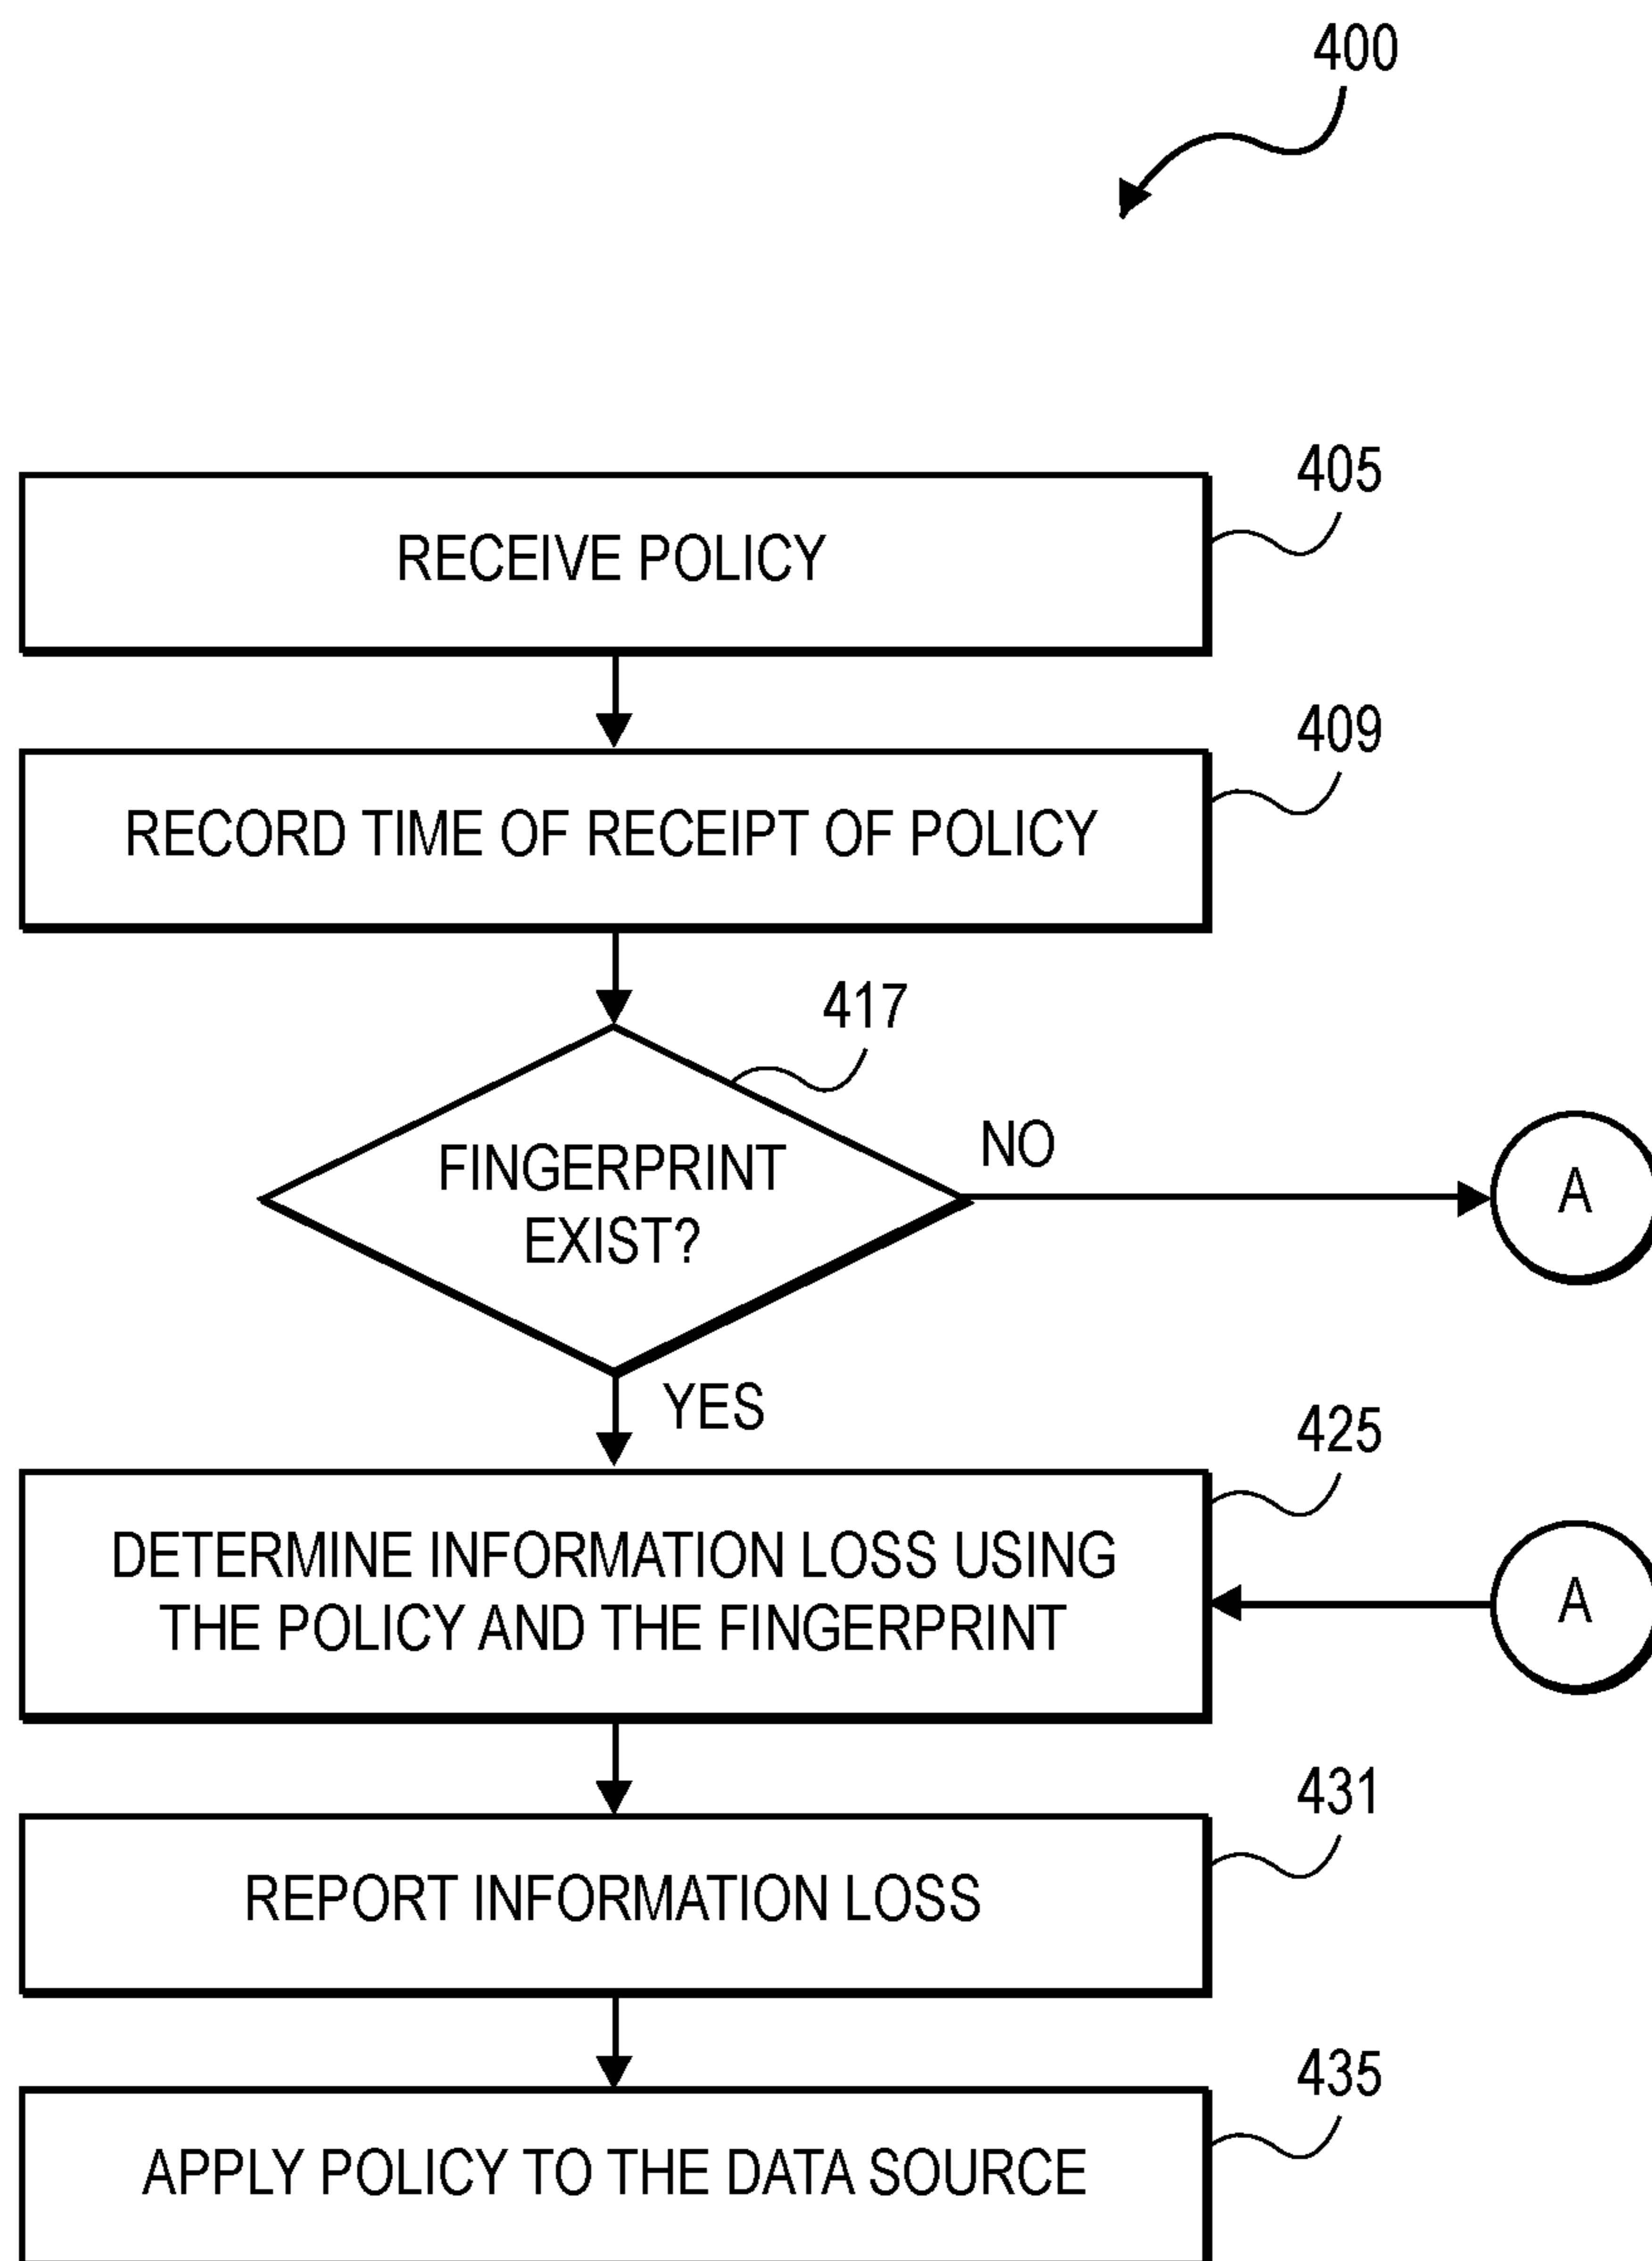 400
405
RECEIVE POLICY
409
RECORD TIME OF RECEIPT OF POLICY
417
FINGERPRINT
EXIST?
NO
A
YES
425
DETERMINE INFORMATION LOSS USING
THE POLICY AND THE FINGERPRINT
A
431
REPORT INFORMATION LOSS
435
APPLY POLICY TO THE DATA SOURCE